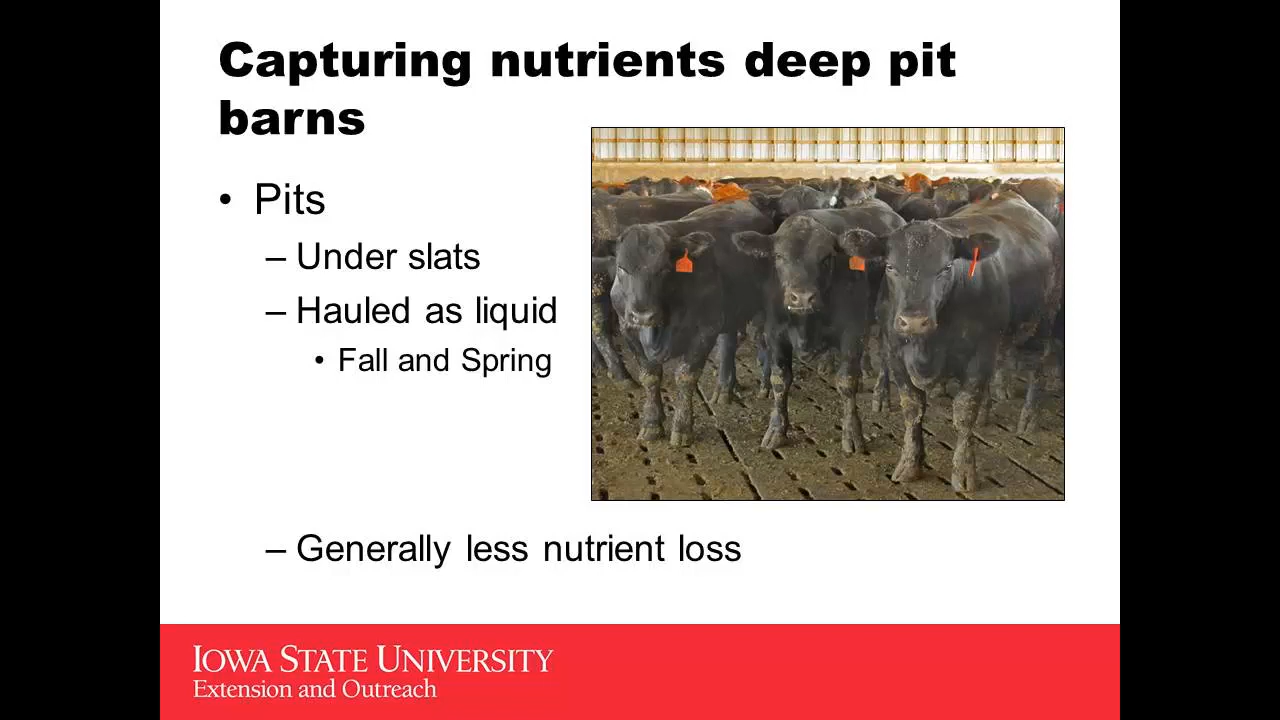 Capturing nutrients deep pit
barns
• Pits
– Under slats
– Hauled as liquid
• Fall and Spring
– Generally less nutrient loss
IOWA STATE UNIVERSITY
Extension and Outreach